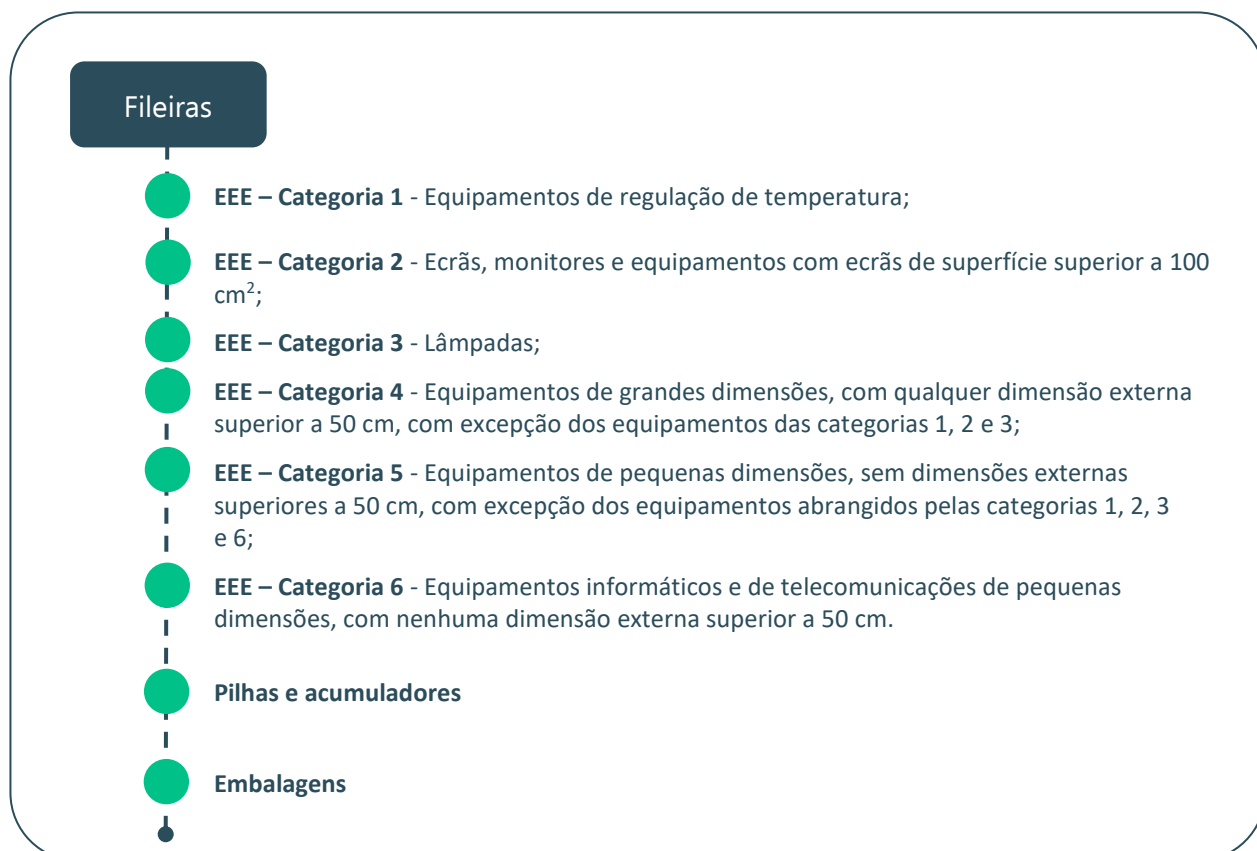 Fileiras
EEE – Categoria 1 - Equipamentos de regulação de temperatura;
EEE – Categoria 2 - Ecrãs, monitores e equipamentos com ecrãs de superfície superior a 100
cm²;
EEE – Categoria 3 - Lâmpadas;
EEE – Categoria 4 - Equipamentos de grandes dimensões, com qualquer dimensão externa
superior a 50 cm, com excepção dos equipamentos das categorias 1, 2 e 3;
EEE – Categoria 5 - Equipamentos de pequenas dimensões, sem dimensões externas
superiores a 50 cm, com excepção dos equipamentos abrangidos pelas categorias 1, 2, 3
e 6;
EEE – Categoria 6 - Equipamentos informáticos e de telecomunicações de pequenas
dimensões, com nenhuma dimensão externa superior a 50 cm.
Pilhas e acumuladores
Embalagens